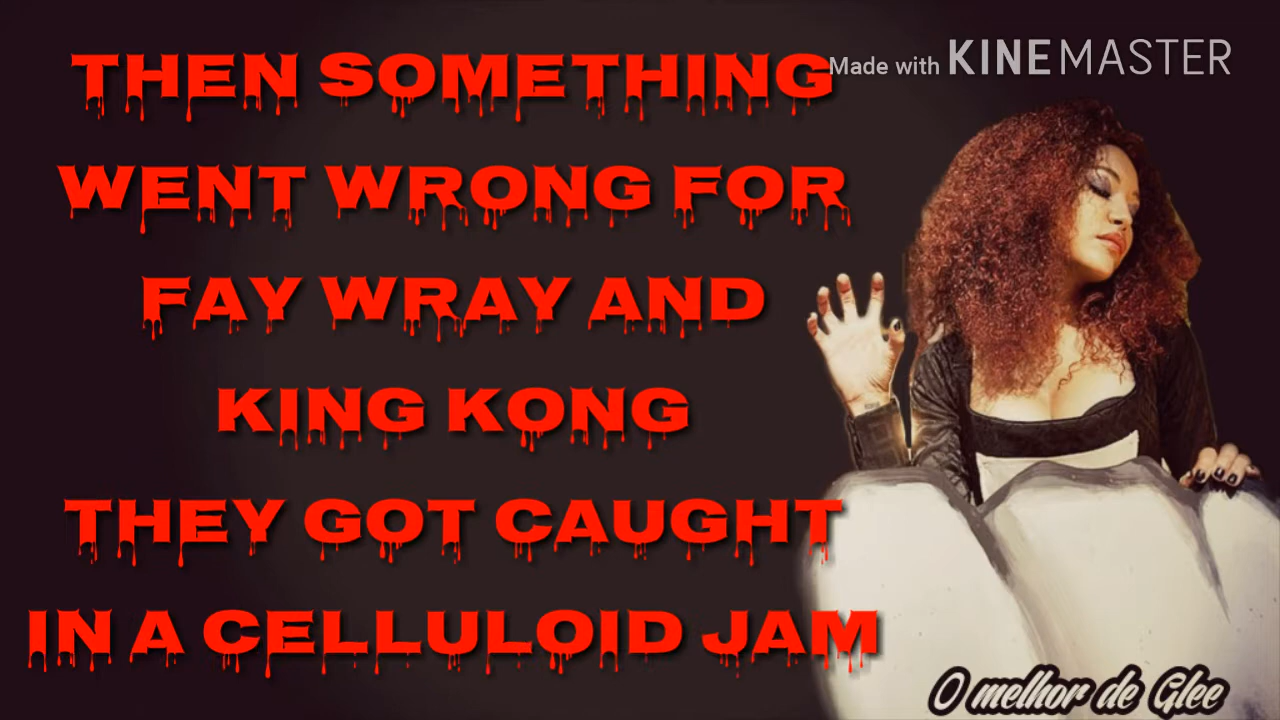 THEN SOMETHING
Made with KINEMASTER
WENT WRONG FOR
FAY WRAY AND
KING KONG
THEY GOT CAUGHT
IN A CELLULOID JAM
O melhor de Glee